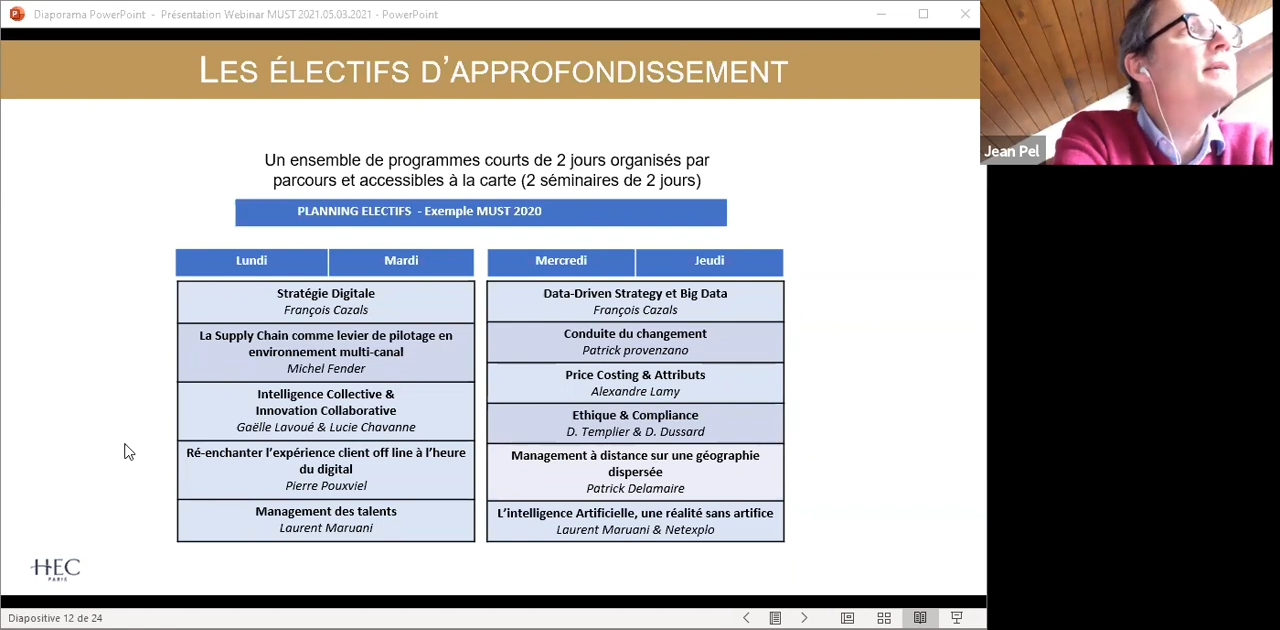 Diaporama PowerPoint - Présentation Webinar MUST 2021.05.03.2021 - PowerPoint
LES ÉLECTIFS D'APPROFONDISSEMENT
Un ensemble de programmes courts de 2 jours organisés par
parcours et accessibles à la carte (2 séminaires de 2 jours)
PLANNING ELECTIFS - Exemple MUST 2020
Lundi
Mardi
Stratégie Digitale
François Cazals
La Supply Chain comme levier de pilotage en
environnement multi-canal
Michel Fender
Intelligence Collective &
Innovation Collaborative
Gaëlle Lavoué & Lucie Chavanne
Ré-enchanter l'expérience client off line à l'heure
du digital
Pierre Pouxviel
Management des talents
Laurent Maruani
Mercredi
Jeudi
Data-Driven Strategy et Big Data
François Cazals
Conduite du changement
Patrick provenzano
Price Costing & Attributs
Alexandre Lamy
Ethique & Compliance
D. Templier & D. Dussard
Management à distance sur une géographie
dispersée
Patrick Delamaire
L'intelligence Artificielle, une réalité sans artifice
Laurent Maruani & Netexplo
HEC
PARIS
Diapositive 12 de 24
Jean Pel